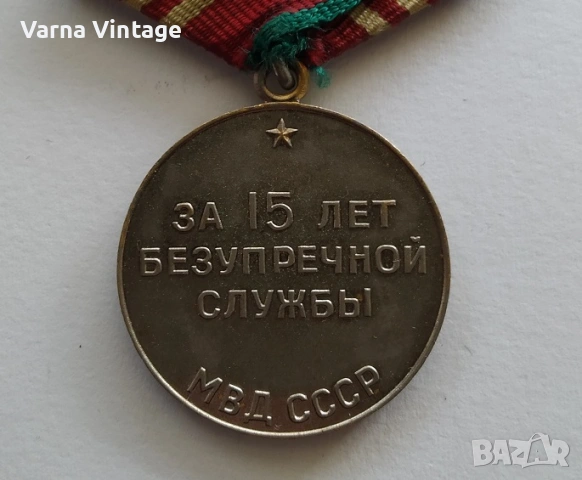 Varna Vintage
ЗА 15 ЛЕТ
БЕЗУПРЕЧНОЙ
СЛУЖБЫ
МВД СССР
BAZAR